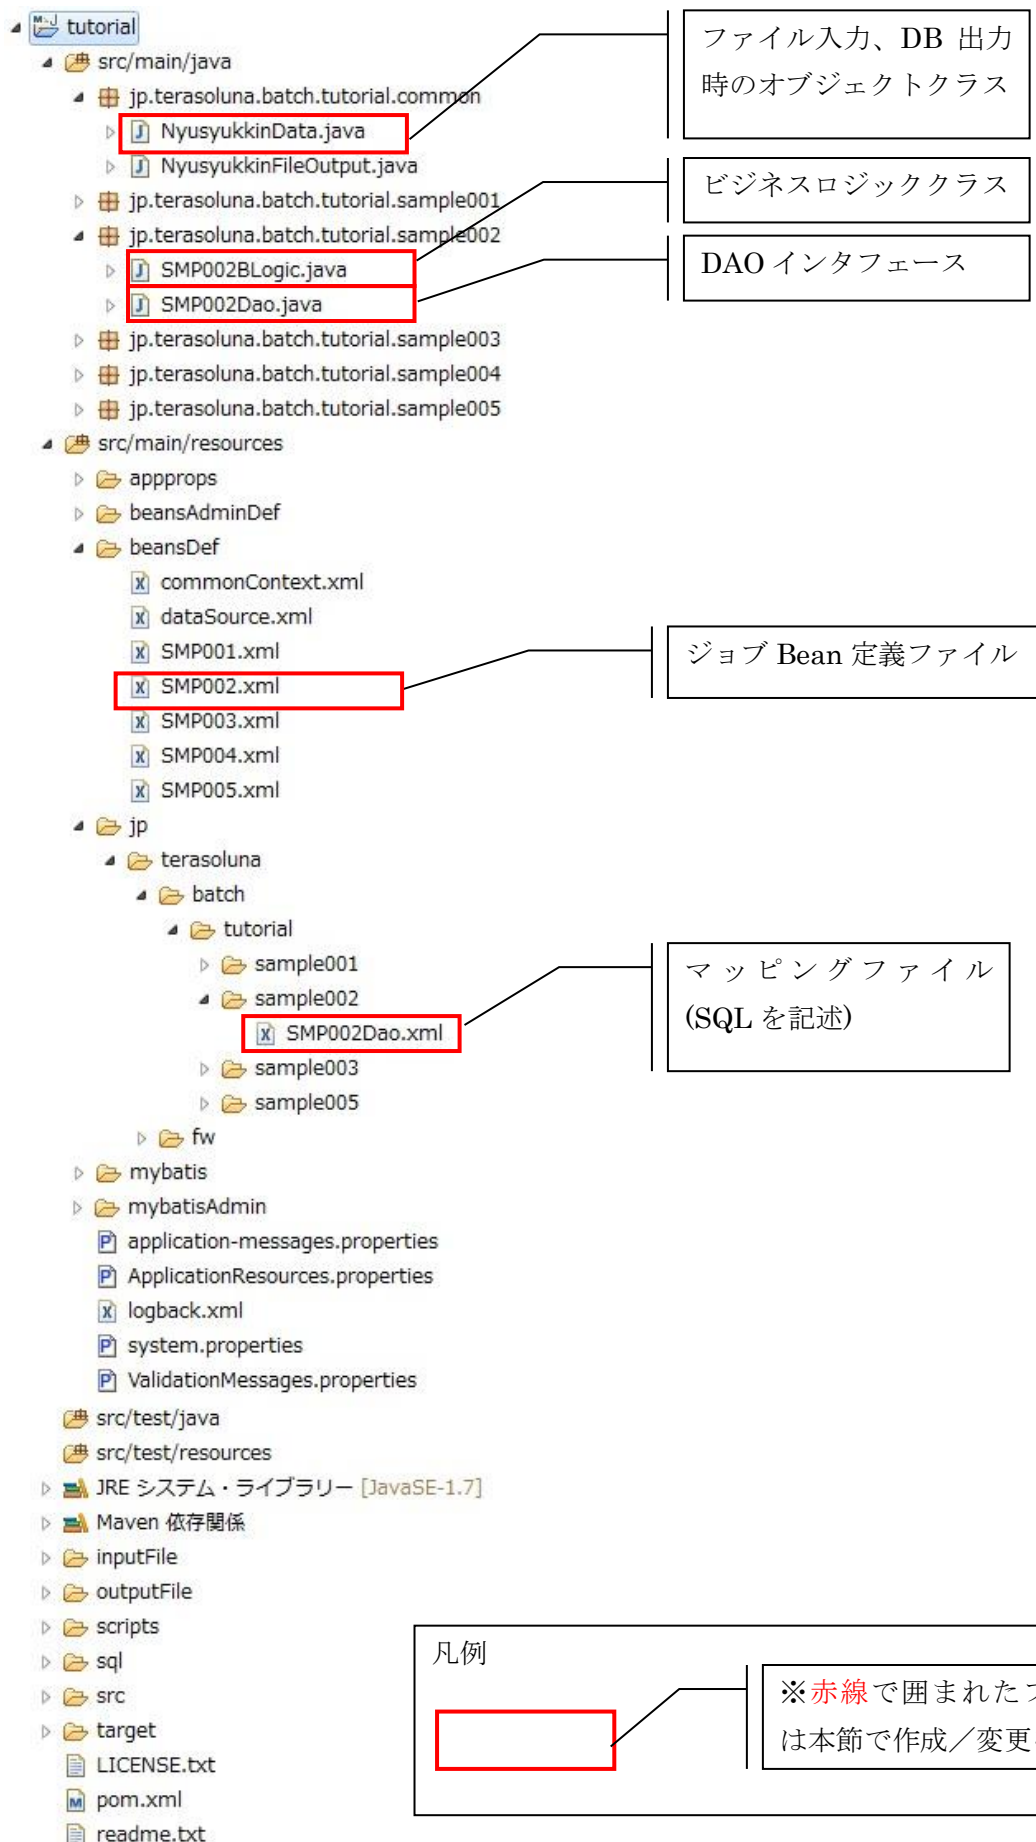 tutorial
src/main/java
jp.terasoluna.batch.tutorial.common
NyusyukkinData.java
NyusyukkinFileOutput.java
jp.terasoluna.batch.tutorial.sample001
jp.terasoluna.batch.tutorial.sample002
SMP002BLogic.java
SMP002Dao.java
jp.terasoluna.batch.tutorial.sample003
jp.terasoluna.batch.tutorial.sample004
jp.terasoluna.batch.tutorial.sample005
src/main/resources
appprops
beansAdminDef
beansDef
commonContext.xml
dataSource.xml
SMP001.xml
SMP002.xml
SMP003.xml
SMP004.xml
SMP005.xml
jp
terasoluna
batch
tutorial
sample001
sample002
SMP002Dao.xml
sample003
sample005
fw
mybatis
mybatisAdmin
application-messages.properties
ApplicationResources.properties
logback.xml
system.properties
ValidationMessages.properties
src/test/java
src/test/resources
JRE システム・ライブラリー [JavaSE-1.7]
Maven 依存関係
inputFile
outputFile
scripts
sql
src
target
LICENSE.txt
pom.xml
readme.txt
ファイル入力、DB 出力
時のオブジェクトクラス
ビジネスロジッククラス
DAO インタフェース
ジョブ Bean 定義ファイル
マッピングファイル
(SQL を記述)
凡例
※赤線で囲まれたフ
は本節で作成／変更